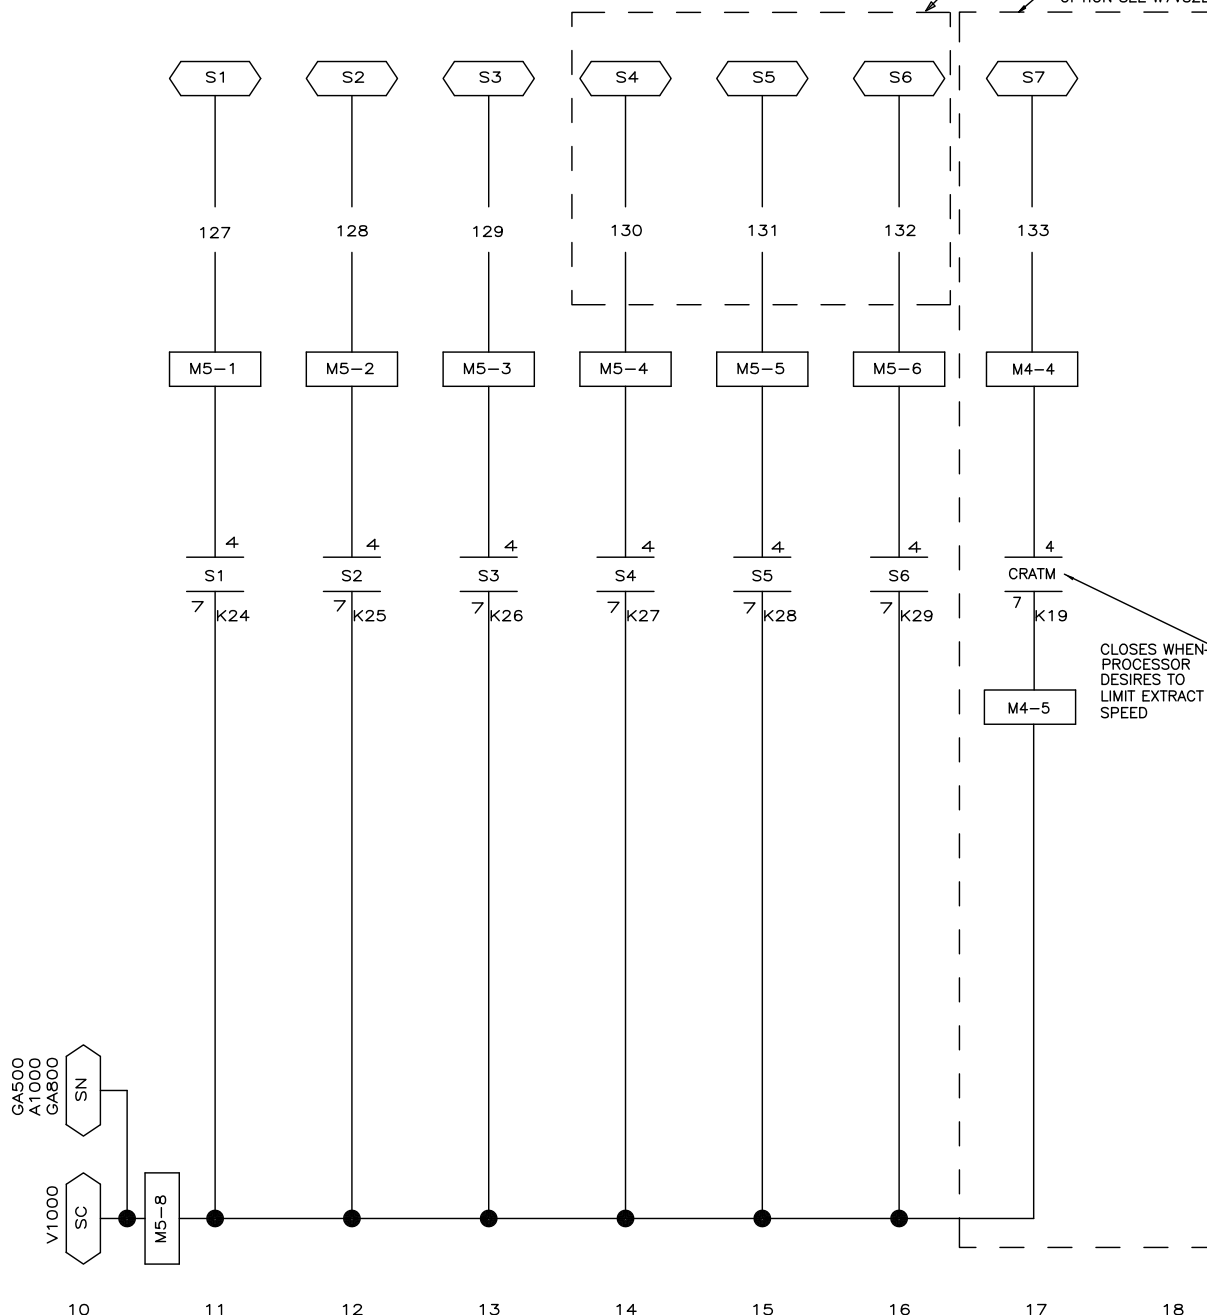 S1 S2 S3 S4 S5 S6 S7
127 128 129 130 131 132 133
M5-1 M5-2 M5-3 M5-4 M5-5 M5-6 M4-4
4 4 4 4 4 4 4
S1 S2 S3 S4 S5 S6 CRATM
7 K24 7 K25 7 K26 7 K27 7 K28 7 K29 7 K19
CLOSES WHEN
PROCESSOR
DESIRES TO
LIMIT EXTRACT
SPEED
M4-5
GA500
A1000
GA800
SN
V1000
SC
M5-8
10 11 12 13 14 15 16 17 18